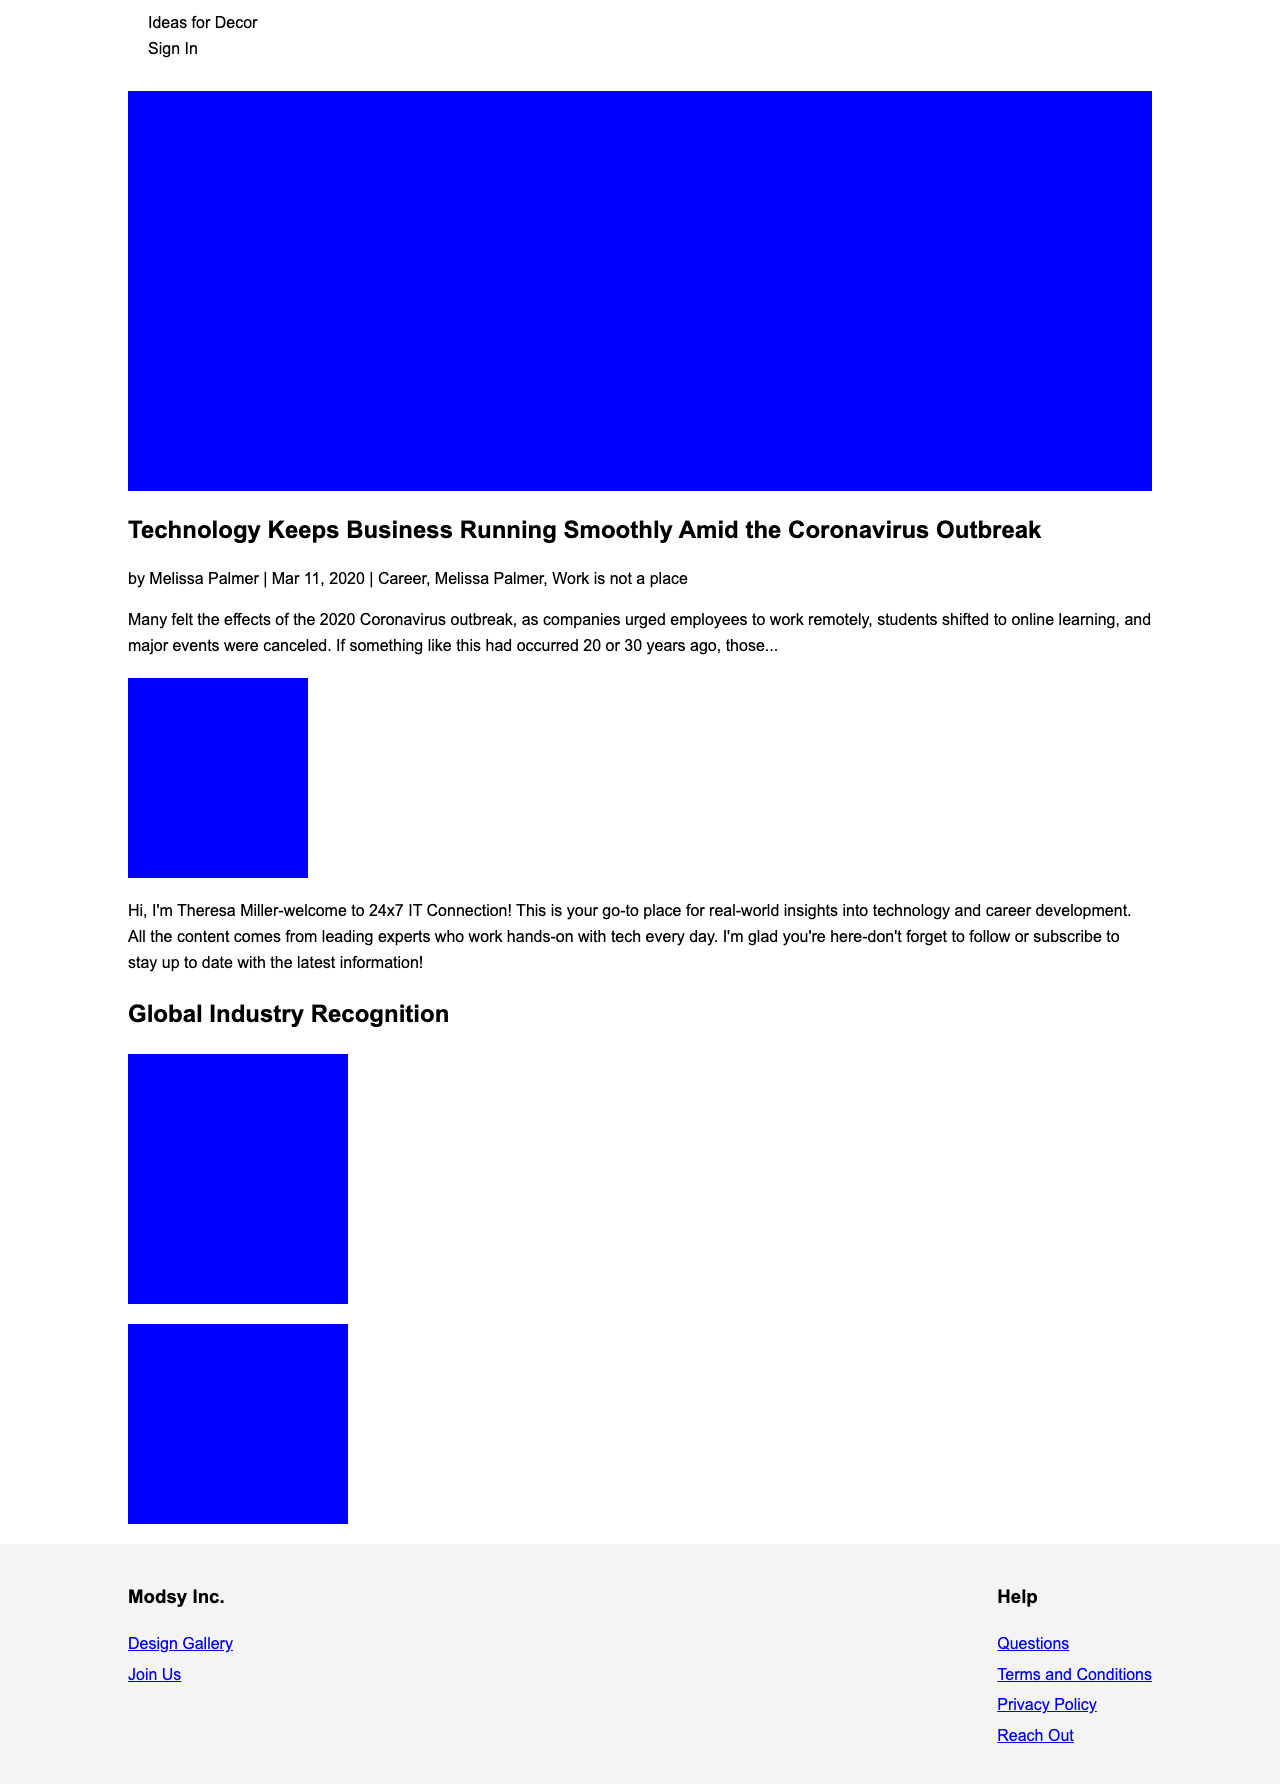 Ideas for Decor
Sign In
Technology Keeps Business Running Smoothly Amid the Coronavirus Outbreak
by Melissa Palmer | Mar 11, 2020 | Career, Melissa Palmer, Work is not a place
Many felt the effects of the 2020 Coronavirus outbreak, as companies urged employees to work remotely, students shifted to online learning, and
major events were canceled. If something like this had occurred 20 or 30 years ago, those...
Hi, I'm Theresa Miller-welcome to 24x7 IT Connection! This is your go-to place for real-world insights into technology and career development.
All the content comes from leading experts who work hands-on with tech every day. I'm glad you're here-don't forget to follow or subscribe to
stay up to date with the latest information!
Global Industry Recognition
Modsy Inc.
Design Gallery
Join Us
Help
Questions
Terms and Conditions
Privacy Policy
Reach Out